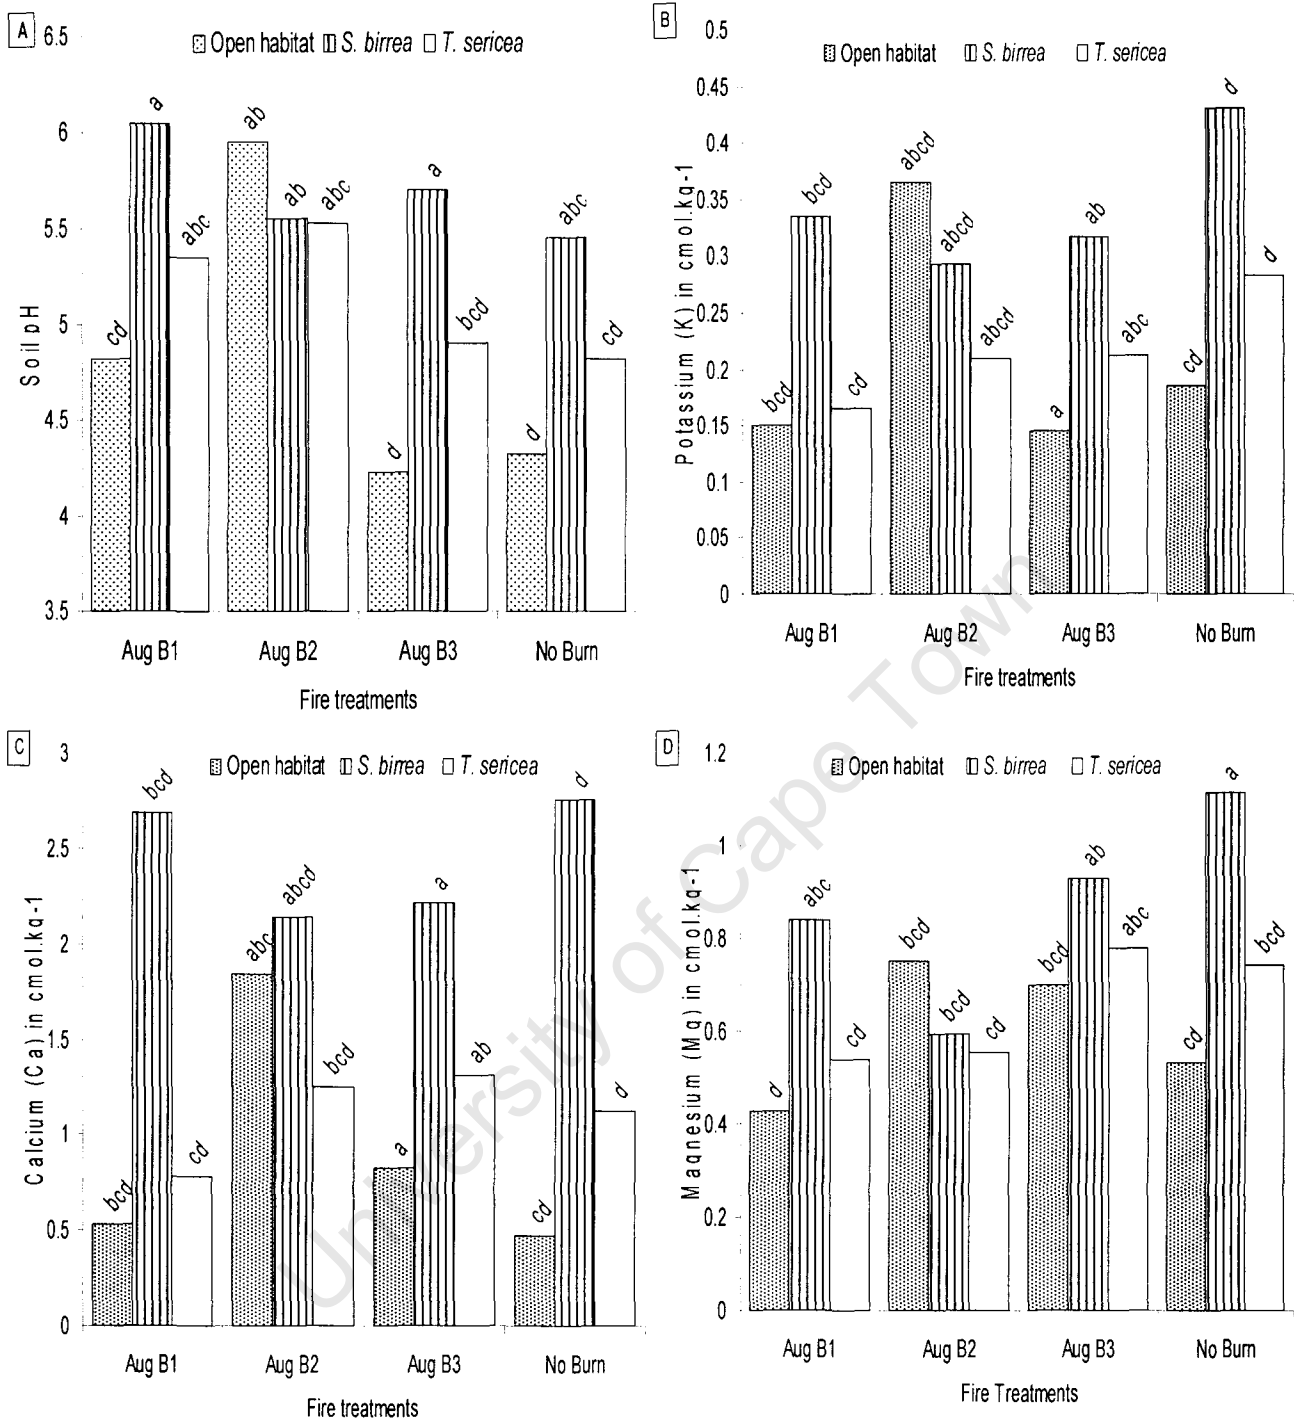 A
6.5
Open habitat S. birrea T. sericea
6
5.5
5
4.5
4
3.5
Soil pH
cd a abc
ab ab abc
d a bcd
d abc cd
Aug B1 Aug B2 Aug B3 No Burn
Fire treatments
B
0.5
Open habitat S. birrea T. sericea
0.45
0.4
0.35
0.3
0.25
0.2
0.15
0.1
0.05
0
Potassium (K) in cmol.kq-1
bcd bcd cd
abcd abcd abcd
a ab abc
cd d d
Aug B1 Aug B2 Aug B3 No Burn
Fire treatments
C
3
Open habitat S. birrea T. sericea
2.5
2
1.5
1
0.5
0
Calcium (Ca) in cmol.kq-1
bcd bcd cd
abc abcd bcd
a a ab
cd d d
Aug B1 Aug B2 Aug B3 No Burn
Fire treatments
D
1.2
Open habitat S. birrea T. sericea
1
0.8
0.6
0.4
0.2
0
Maqnesium (Mq) in cmol.kq-1
d abc cd
bcd bcd cd
bcd ab abc
cd a bcd
Aug B1 Aug B2 Aug B3 No Burn
Fire Treatments
University of Cape Town